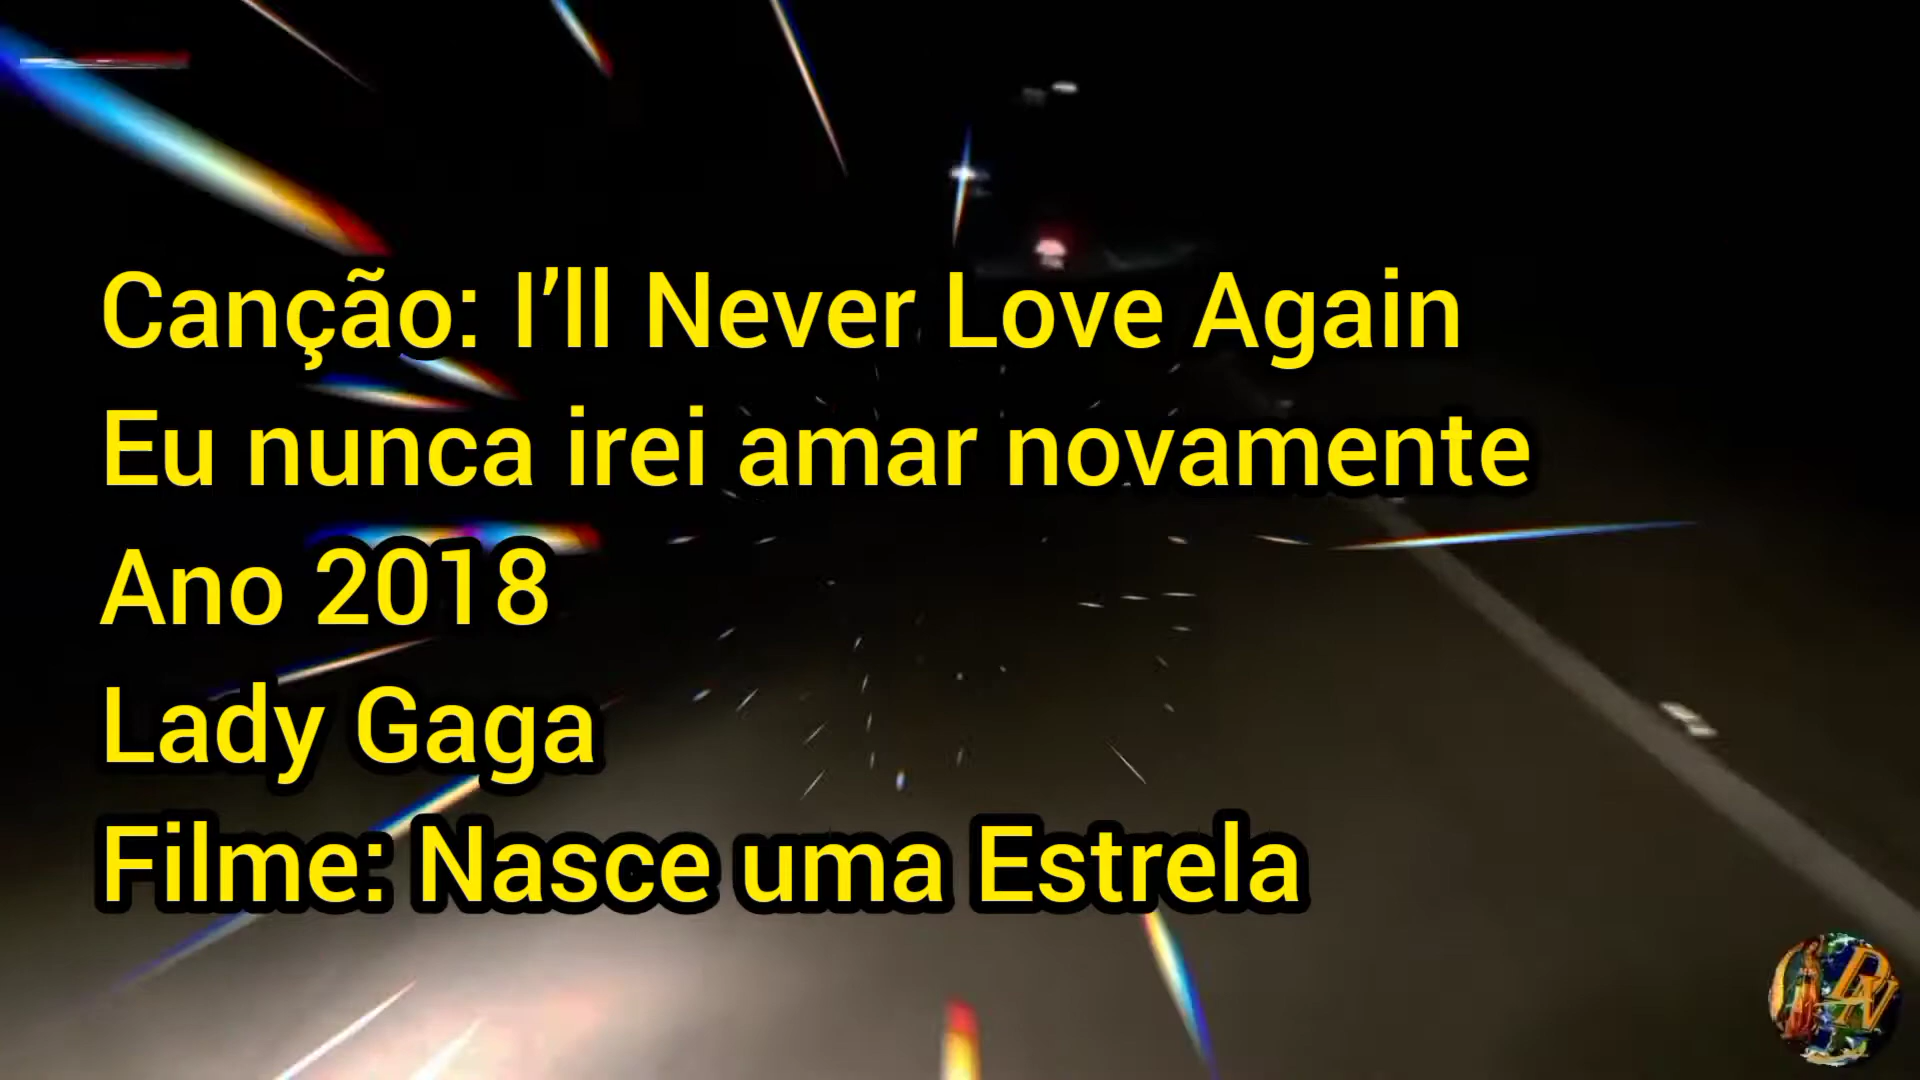 Canção: I’ll Never Love Again
Eu nunca irei amar novamente
Ano 2018
Lady Gaga
Filme: Nasce uma Estrela